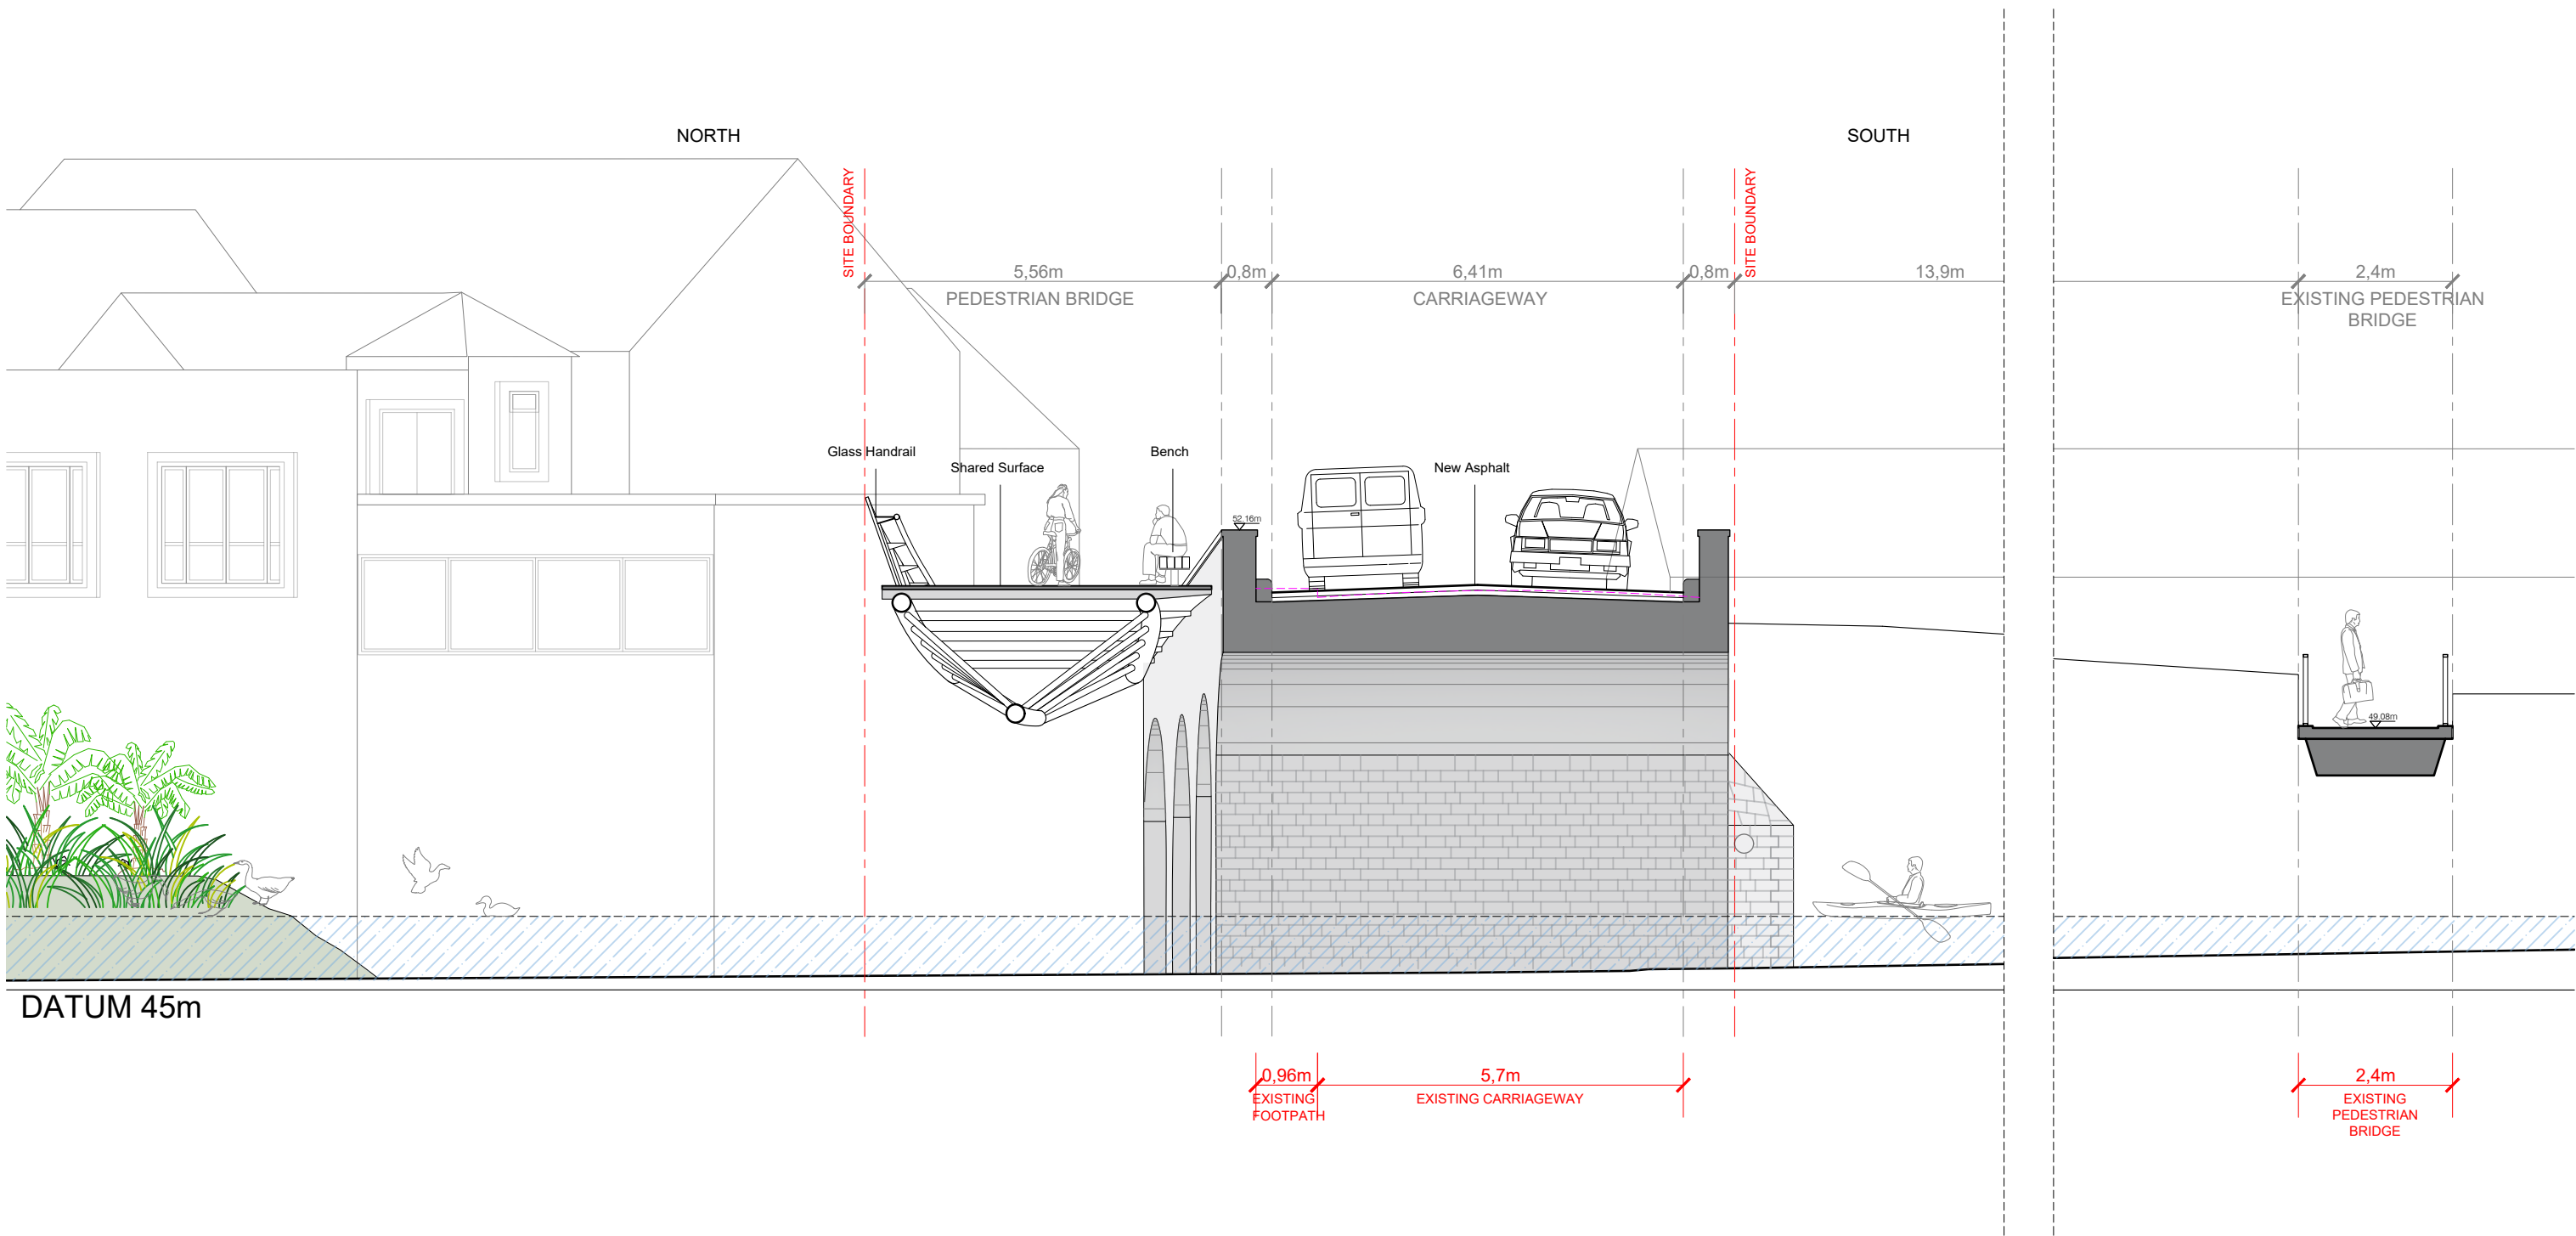 NORTH
SOUTH
SITE BOUNDARY
SITE BOUNDARY
5,56m
0,8m
6,41m
0,8m
13,9m
2,4m
PEDESTRIAN BRIDGE
CARRIAGEWAY
EXISTING PEDESTRIAN
BRIDGE
Glass Handrail
Shared Surface
Bench
New Asphalt
52.16m
49.08m
DATUM 45m
0,96m
5,7m
2,4m
EXISTING
FOOTPATH
EXISTING CARRIAGEWAY
EXISTING
PEDESTRIAN
BRIDGE